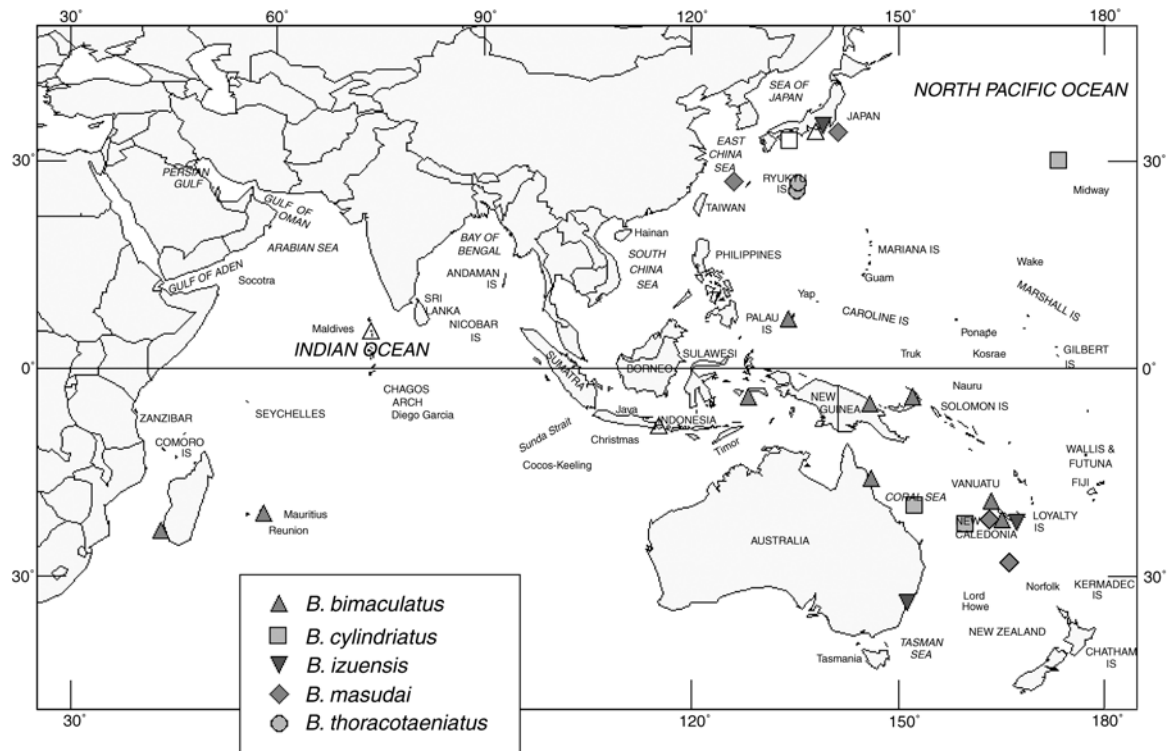 30° 60° 90° 120° 150° 180°
NORTH PACIFIC OCEAN
SEA OF
JAPAN
JAPAN
EAST
CHINA
SEA
30°
30°
PERSIAN
GULF
GULF OF
OMAN
RYUKYU
IS
Midway
TAIWAN
ARABIAN SEA
BAY OF
BENGAL
Hainan
MARIANA IS
GULF OF ADEN
Socotra
ANDAMAN
IS
SOUTH
CHINA
SEA
PHILIPPINES
Guam
Wake
SRI
LANKA
NICOBAR
IS
Yap
MARSHALL IS
Maldives
PALAU
IS
CAROLINE IS
Ponape
INDIAN OCEAN
SUMATRA
BORNEO
SULAWESI
Truk
Kosrae
GILBERT
IS
0°
0°
CHAGOS
ARCH
Diego Garcia
NEW
GUINEA
Nauru
SOLOMON IS
ZANZIBAR
SEYCHELLES
Java
INDONESIA
COMORO
IS
Sunda Strait
Christmas
Timor
Cocos-Keeling
WALLIS &
FUTUNA
FIJI
CORAL SEA
VANUATU
Mauritius
Reunion
NEW
CALEDONIA
LOYALTY
IS
AUSTRALIA
30°
30°
Lord
Howe
Norfolk
KERMADEC
IS
NEW ZEALAND
TASMAN
SEA
Tasmania
CHATHAM
IS
B. bimaculatus
B. cylindriatus
B. izuensis
B. masudai
B. thoracotaeniatus
30° 120° 150° 180°